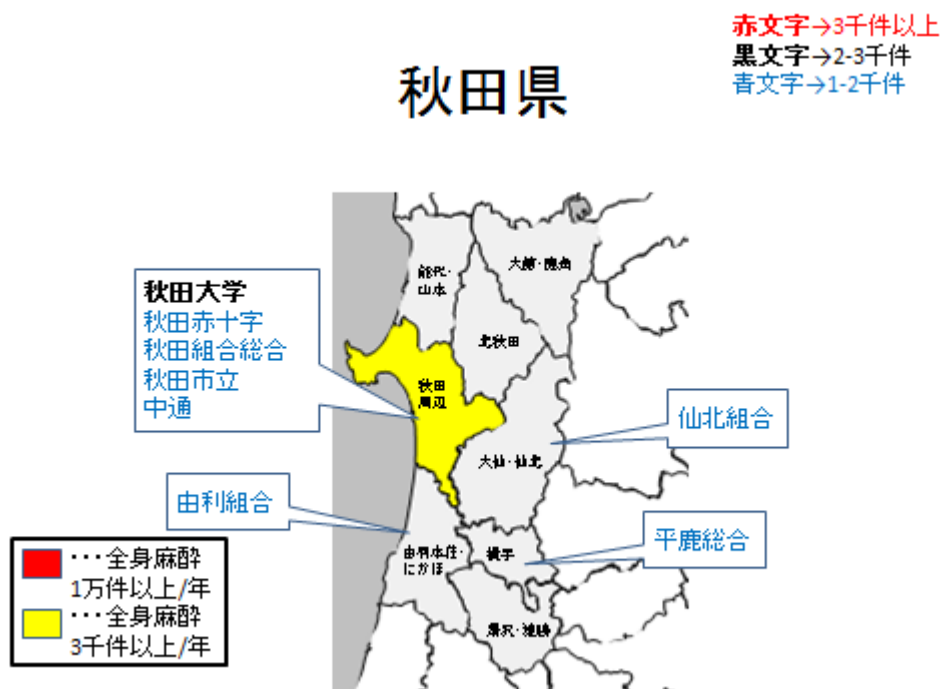 赤文字→3千件以上
黒文字→2-3千件
青文字→1-2千件
秋田県
能代・
山本
大館・鹿角
北秋田
秋田大学
秋田赤十字
秋田組合総合
秋田市立
中通
秋田
周辺
仙北組合
大仙・仙北
由利組合
平鹿総合
由利本荘・
にかほ
横手
湯沢・雄勝
・・・全身麻酔
1万件以上/年
・・・全身麻酔
3千件以上/年